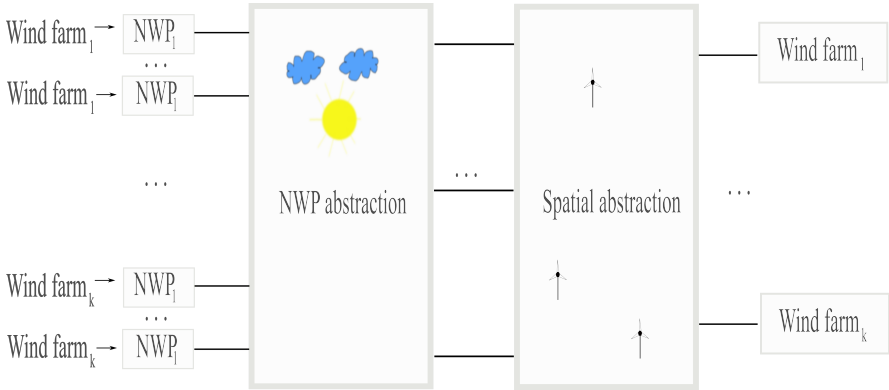 Wind farm₁ → NWP₁
...
Wind farm₁ → NWP₁
...
Wind farmₖ → NWP₁
...
Wind farmₖ → NWP₁
NWP abstraction
...
Spatial abstraction
Wind farm₁
...
Wind farmₖ